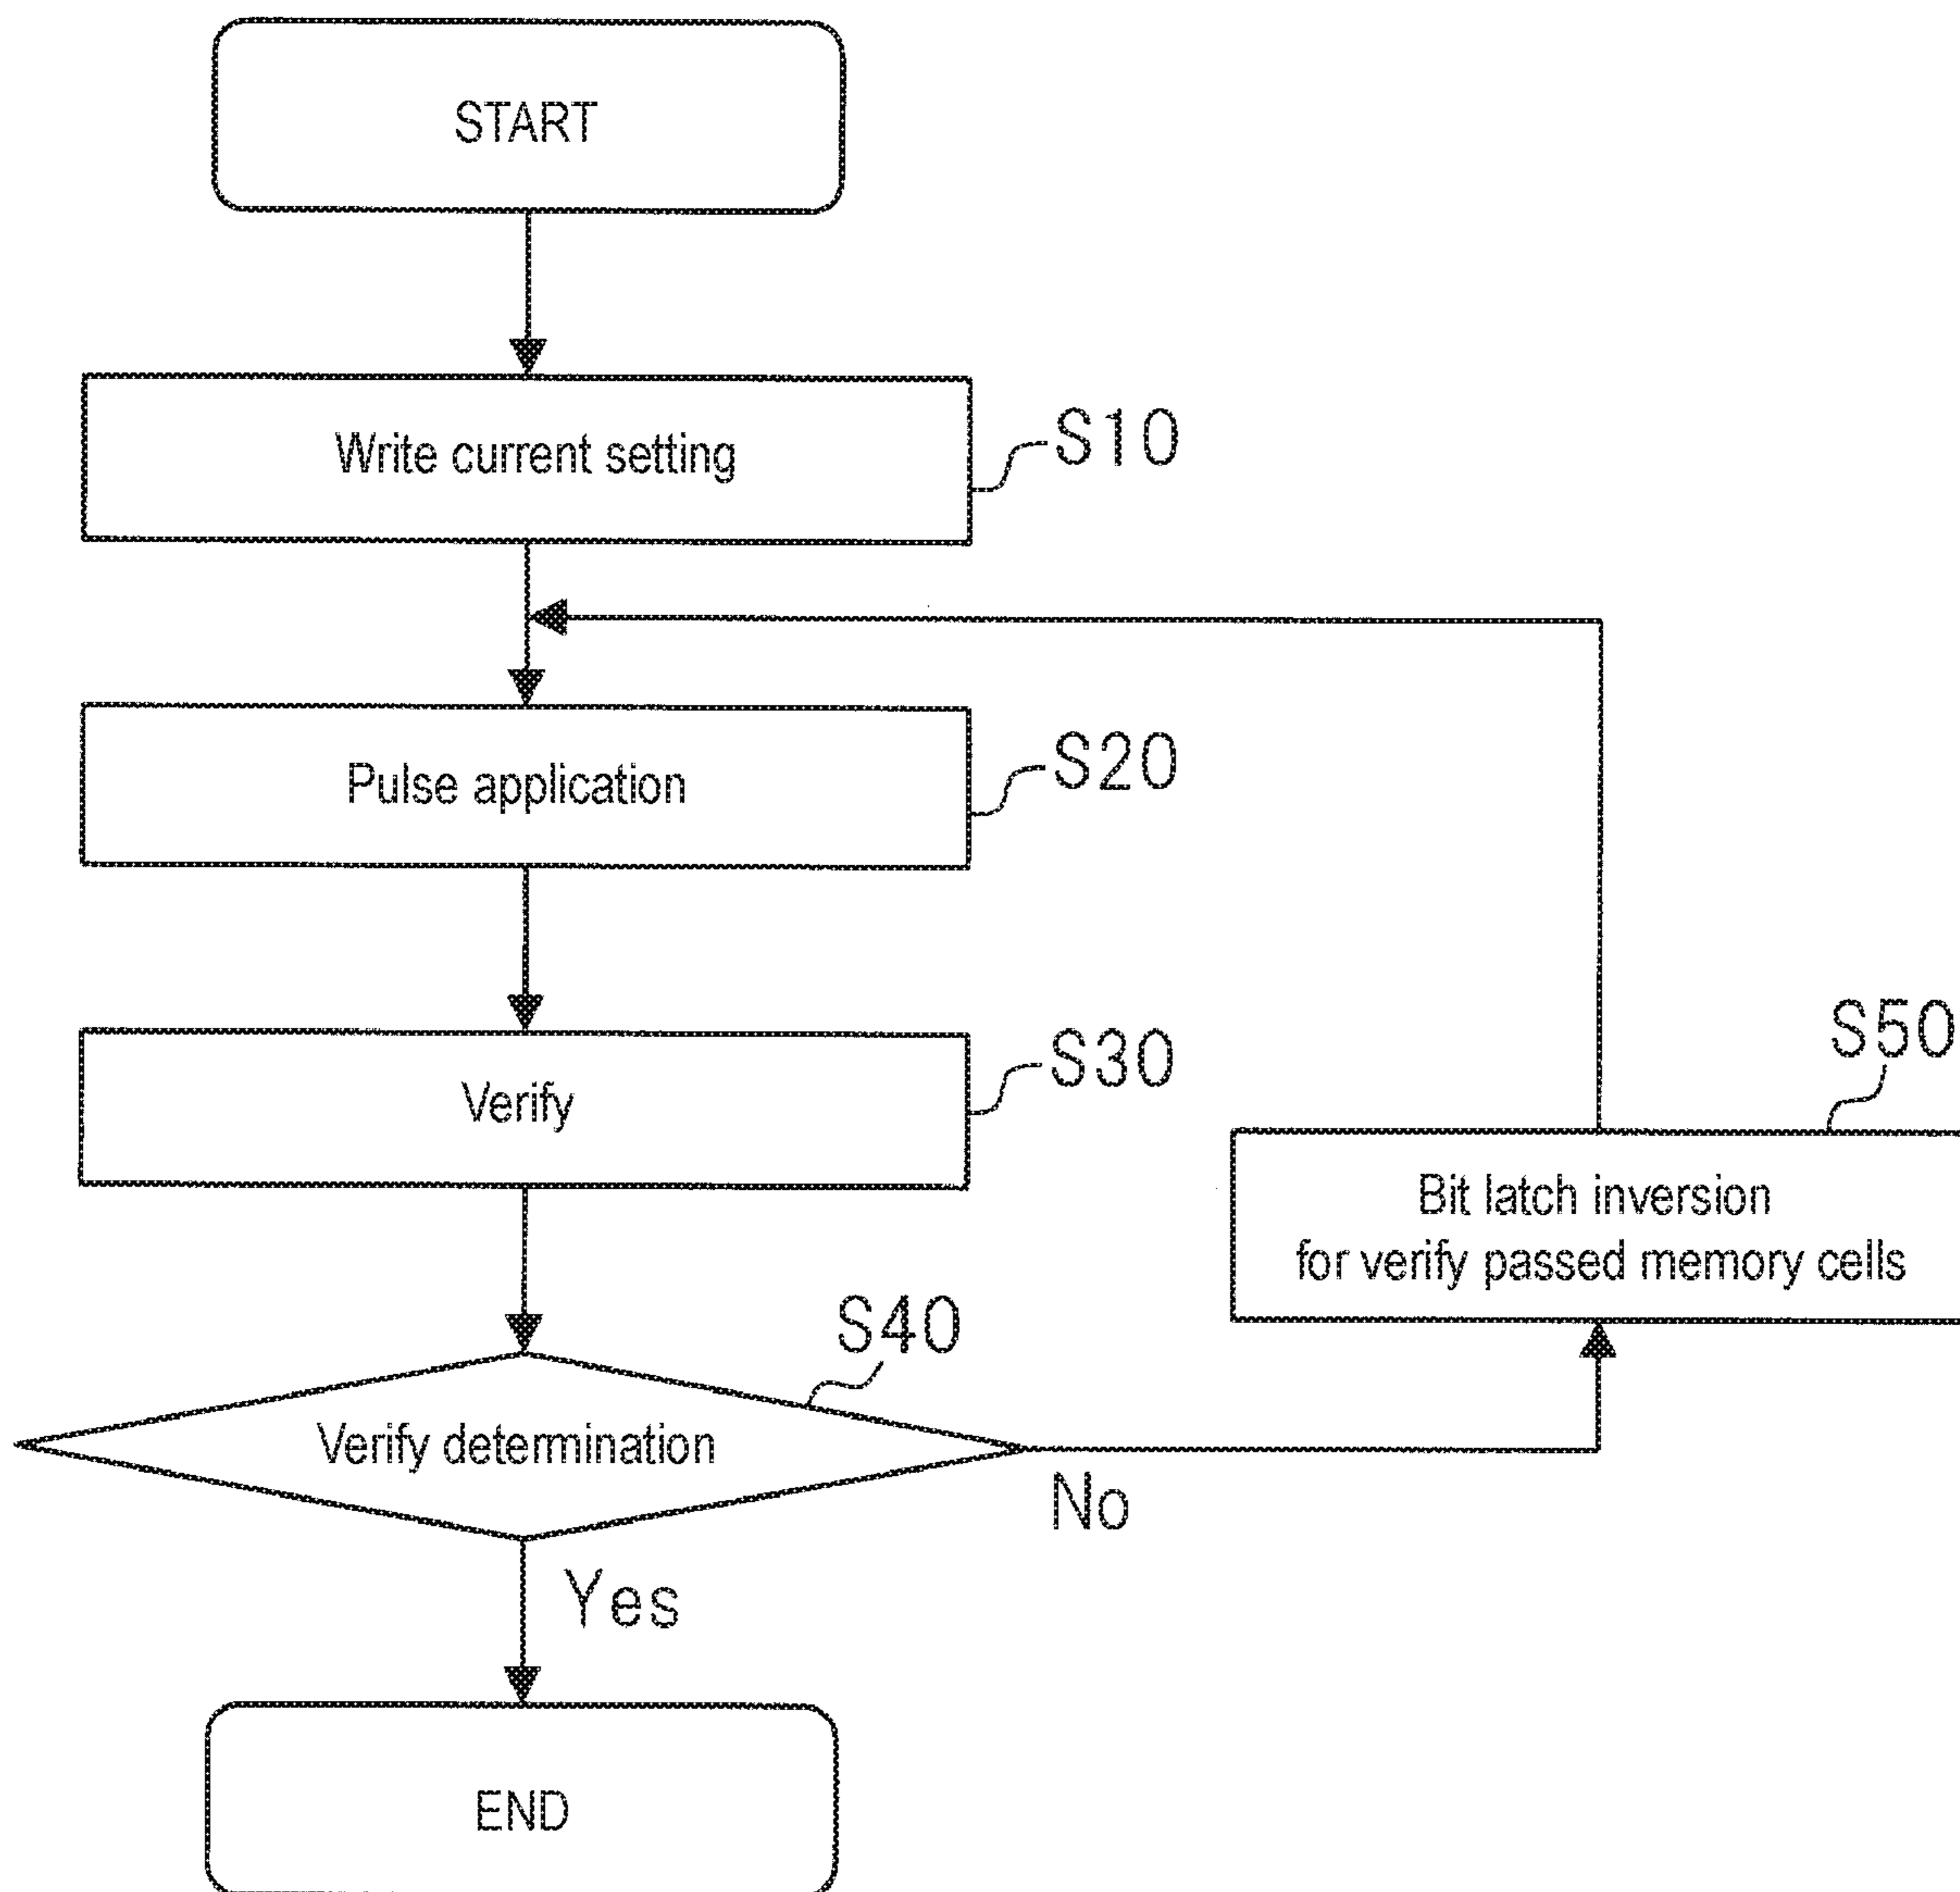 START
Write current setting
S10
Pulse application
S20
Verify
S30
S50
Bit latch inversion
for verify passed memory cells
S40
Verify determination
No
Yes
END